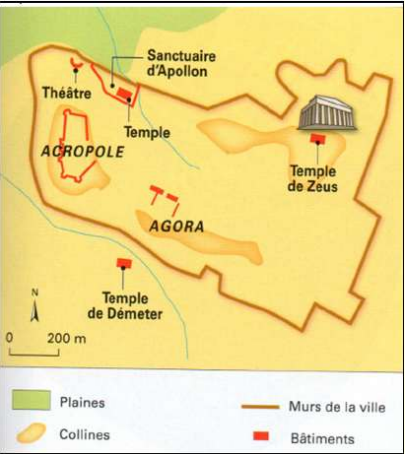 Sanctuaire
d'Apollon
Théâtre
Temple
ACROPOLE
Temple
de Zeus
AGORA
Temple
de Démeter
N
0 200 m
Plaines
Murs de la ville
Collines
Bâtiments